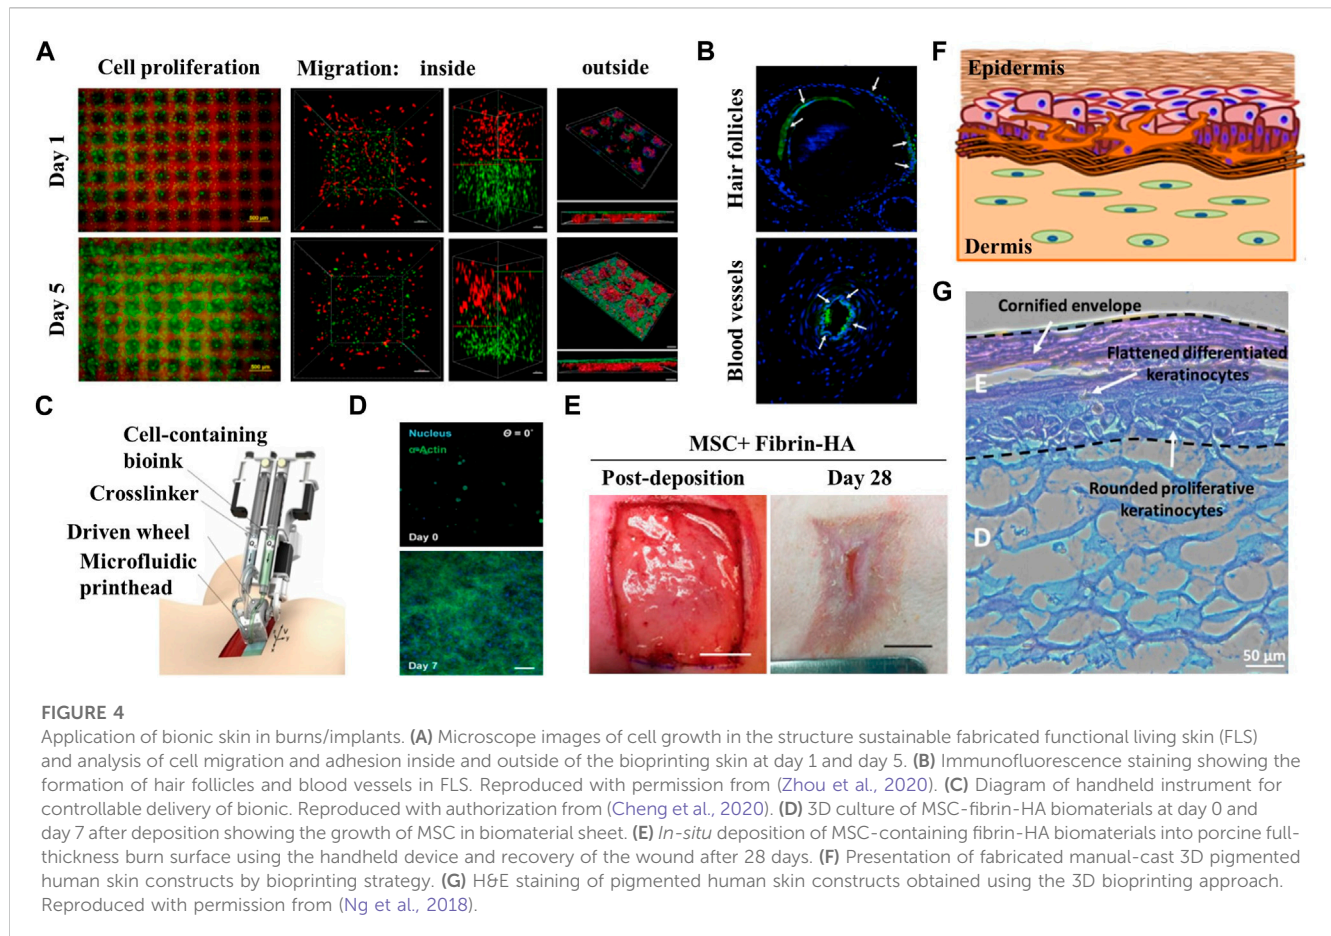 A
Cell proliferation
Migration:
inside
outside
Day 1
Day 5
500 µm
500 µm
B
Hair follicles
Blood vessels
C
Cell-containing
bioink
Crosslinker
Driven wheel
Microfluidic
printhead
D
Nucleus
α-Actin
Θ = 0˚
Day 0
Day 7
E
MSC+ Fibrin-HA
Post-deposition
Day 28
F
Epidermis
Dermis
G
Cornified envelope
Flattened differentiated
keratinocytes
E
Rounded proliferative
keratinocytes
D
50 µm
FIGURE 4
Application of bionic skin in burns/implants. (A) Microscope images of cell growth in the structure sustainable fabricated functional living skin (FLS)
and analysis of cell migration and adhesion inside and outside of the bioprinting skin at day 1 and day 5. (B) Immunofluorescence staining showing the
formation of hair follicles and blood vessels in FLS. Reproduced with permission from (Zhou et al., 2020). (C) Diagram of handheld instrument for
controllable delivery of bionic. Reproduced with authorization from (Cheng et al., 2020). (D) 3D culture of MSC-fibrin-HA biomaterials at day 0 and
day 7 after deposition showing the growth of MSC in biomaterial sheet. (E) In-situ deposition of MSC-containing fibrin-HA biomaterials into porcine full-
thickness burn surface using the handheld device and recovery of the wound after 28 days. (F) Presentation of fabricated manual-cast 3D pigmented
human skin constructs by bioprinting strategy. (G) H&E staining of pigmented human skin constructs obtained using the 3D bioprinting approach.
Reproduced with permission from (Ng et al., 2018).